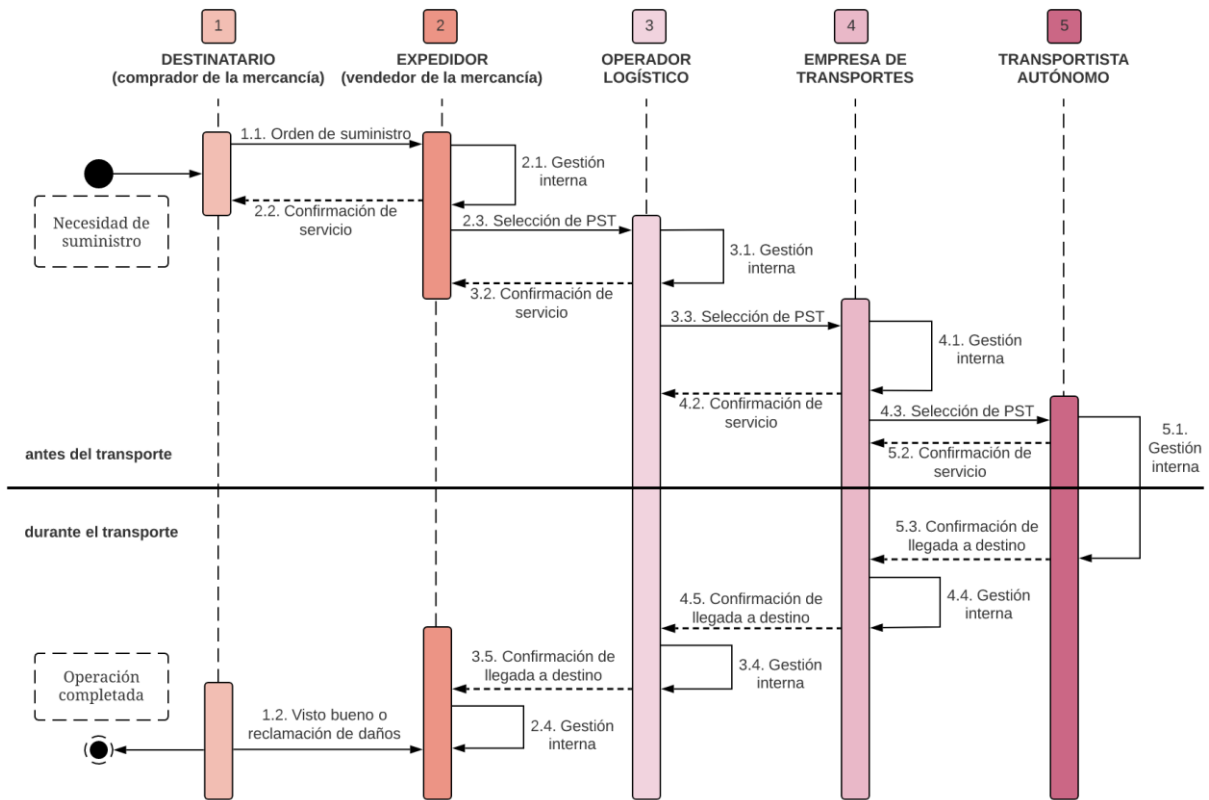 1
2
3
4
5
DESTINATARIO
(comprador de la mercancía)
EXPEDIDOR
(vendedor de la mercancía)
OPERADOR
LOGÍSTICO
EMPRESA DE
TRANSPORTES
TRANSPORTISTA
AUTÓNOMO
1.1. Orden de suministro
2.1. Gestión
interna
Necesidad de
suministro
2.2. Confirmación de
servicio
2.3. Selección de PST
3.1. Gestión
interna
3.2. Confirmación de
servicio
3.3. Selección de PST
4.1. Gestión
interna
4.2. Confirmación de
servicio
4.3. Selección de PST
5.1.
Gestión
interna
5.2. Confirmación de
servicio
antes del transporte
durante el transporte
5.3. Confirmación de
llegada a destino
4.4. Gestión
interna
4.5. Confirmación de
llegada a destino
3.4. Gestión
interna
3.5. Confirmación de
llegada a destino
Operación
completada
1.2. Visto bueno o
reclamación de daños
2.4. Gestión
interna